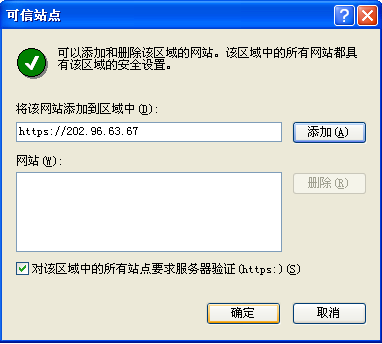 可信站点
可以添加和删除该区域的网站。该区域中的所有网站都具
有该区域的安全设置。
将该网站添加到区域中(D):
https://202.96.63.67
添加(A)
网站(W):
删除(R)
对该区域中的所有站点要求服务器验证(https:)(S)
确定
取消